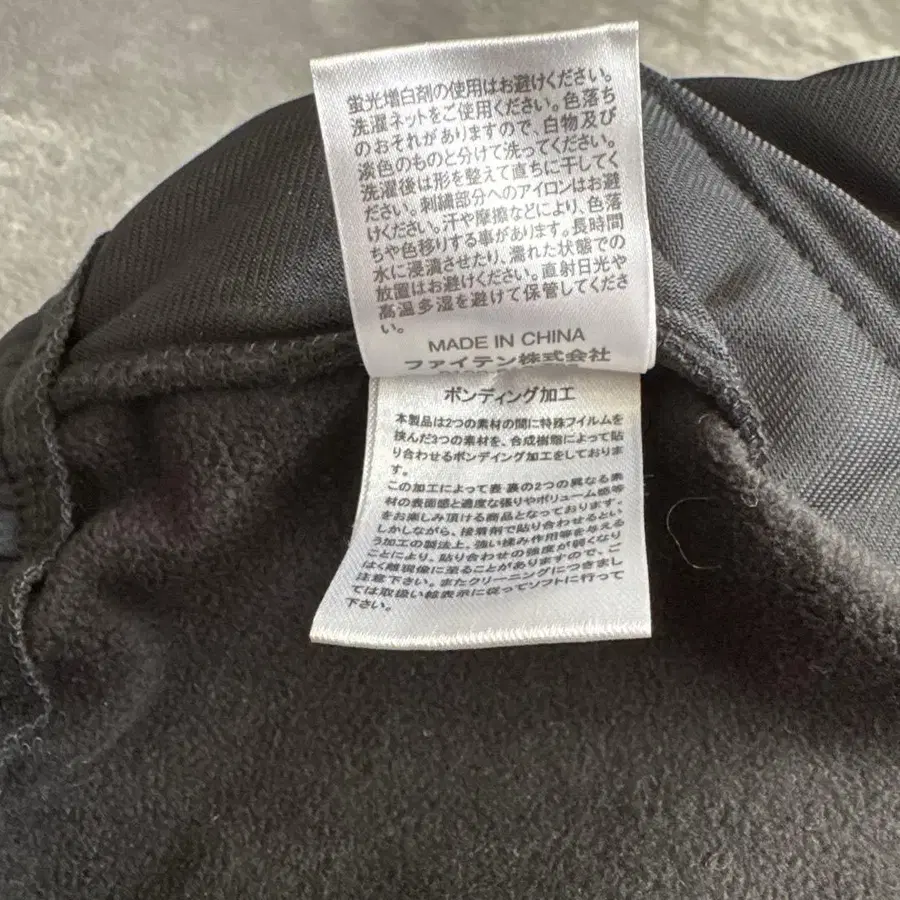 蛍光増白剤の使用はお避けください。
洗濯ネットをご使用ください。色落ち
のおそれがありますので、白物及び
淡色のものと分けて洗ってください。
洗濯後は形を整えて直ちに干してく
ださい。刺繍部分へのアイロンはお避
けください。汗や摩擦などにより、色落
ちや色移りする事があります。長時間
水に浸漬させたり、濡れた状態での
放置はお避けください。直射日光や
高温多湿を避けて保管してくださ
い。
MADE IN CHINA
ファイテン株式会社
ボンディング加工
本製品は2つの素材の間に特殊フイルムを
挟んだ3つの素材を、合成樹脂によって貼
り合わせるボンデイング加工をしておりま
す。
この加工によって表・裏の2つの異なる素
材の表面感と適度な張りやボリューム感等
をお楽しみ頂ける商品となっております。
しかしながら、接着剤で貼り合わせるとい
う加工の製法上、強い揉み作用等を与える
ことにより、貼り合わせの強度が弱くなり
はく離現像に至ることがありますので、ご
注意下さい。またクリーニングにつきまし
ては取扱い絵表示に従ってソフトに行って
下さい。